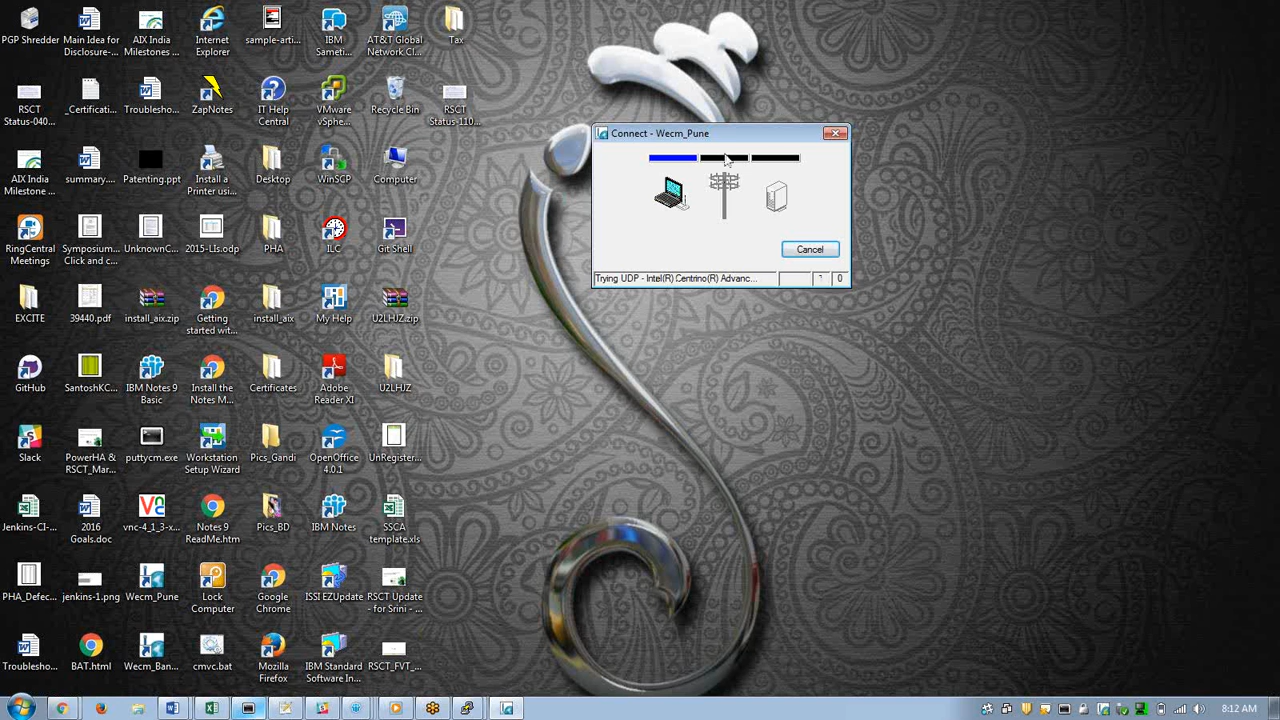 PGP Shredder
Main Idea for
Disclosure-...
AIX India
Milestones ...
Internet
Explorer
sample-arti...
IBM
Sameti...
AT&T Global
Network Cl...
Tax
RSCT
Status-040...
_Certificati...
Troublesho...
ZapNotes
IT Help
Central
VMware
vSphe...
Recycle Bin
RSCT
Status-110...
Milestone ...
summary....
Patenting.ppt
Install a
Printer usi...
Desktop
WinSCP
Computer
RingCentral
Meetings
Symposium...
Click on ...
UnknownC...
2015-LIs.odp
PHA
ILC
Git Shell
EXCITE
39440.pdf
install_aix.zip
Getting
started wit...
install_aix
My Help
U2LHJZ.zip
GitHub
SantoshKC...
IBM Notes 9
Basic
Install the
Notes M...
Certificates
Adobe
Reader XI
U2LHJZ
Slack
PowerHA &
RSCT_Mar...
puttycm.exe
Workstation
Setup Wizard
Pics_Gandi
OpenOffice
4.0.1
UnRegister...
Jenkins-CI-...
2016
Goals.doc
vnc-4_1_3-x...
Notes 9
ReadMe.htm
Pics_BD
IBM Notes
SSCA
template.xls
PHA_Defec...
jenkins-1.png
Wecm_Pune
Lock
Computer
Google
Chrome
ISSI EZUpdate
RSCT Update
- for Srini - ...
Troublesho...
BAT.html
Wecm_Ban...
cmvc.bat
Mozilla
Firefox
IBM Standard
Software In...
RSCT_FVT_...
Connect - Wecm_Pune
Cancel
Trying UDP - Intel(R) Centrino(R) Advanc...
0
8:12 AM